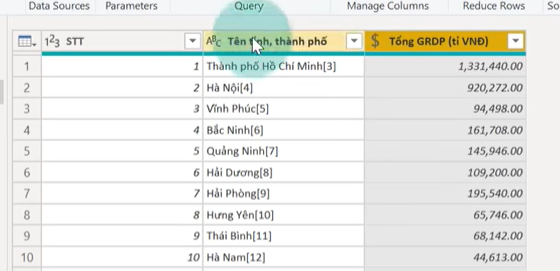 Data Sources Parameters Query Manage Columns Reduce Rows
1²3 STT AᴮC Tên tỉnh, thành phố $ Tổng GRDP (tỉ VNĐ)
1 1 Thành phố Hồ Chí Minh[3] 1,331,440.00
2 2 Hà Nội[4] 920,272.00
3 3 Vĩnh Phúc[5] 94,498.00
4 4 Bắc Ninh[6] 161,708.00
5 5 Quảng Ninh[7] 145,946.00
6 6 Hải Dương[8] 109,200.00
7 7 Hải Phòng[9] 195,540.00
8 8 Hưng Yên[10] 65,746.00
9 9 Thái Bình[11] 68,142.00
10 10 Hà Nam[12] 44,613.00